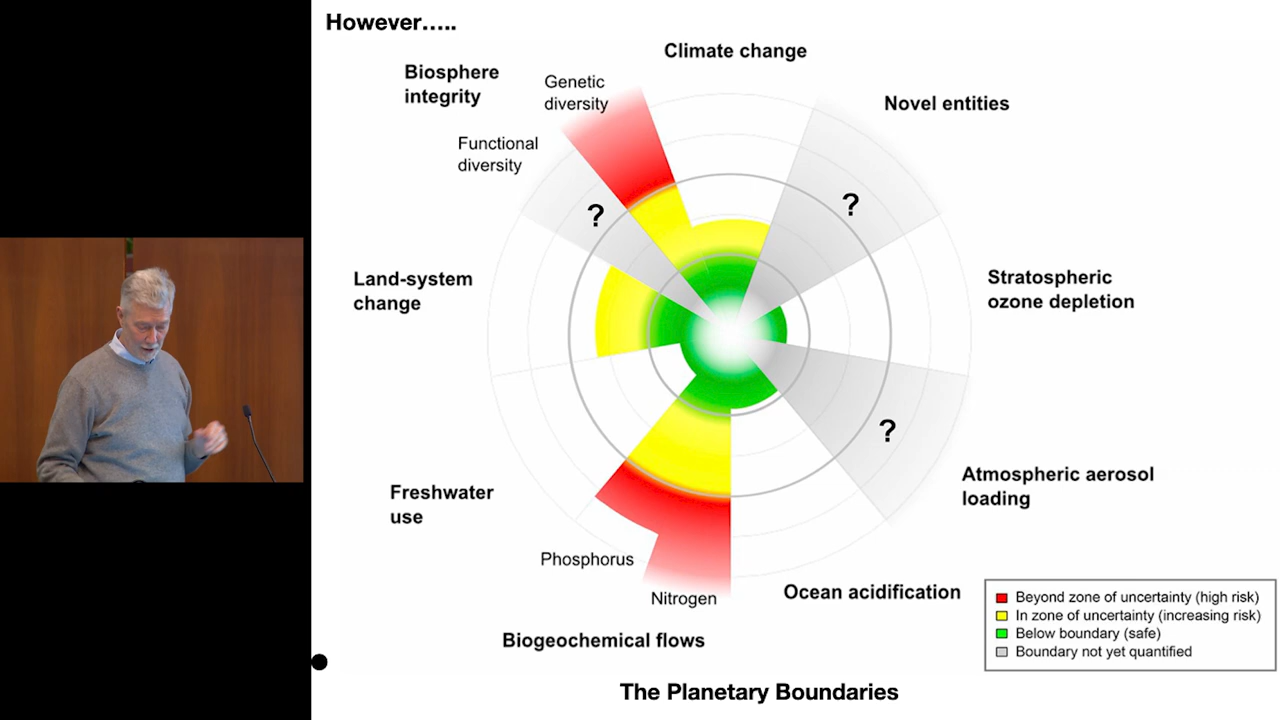 However…..
Climate change
Biosphere
integrity
Genetic
diversity
Novel entities
Functional
diversity
?
?
Land-system
change
Stratospheric
ozone depletion
?
Atmospheric aerosol
loading
Freshwater
use
Phosphorus
Nitrogen
Ocean acidification
Biogeochemical flows
Beyond zone of uncertainty (high risk)
In zone of uncertainty (increasing risk)
Below boundary (safe)
Boundary not yet quantified
The Planetary Boundaries